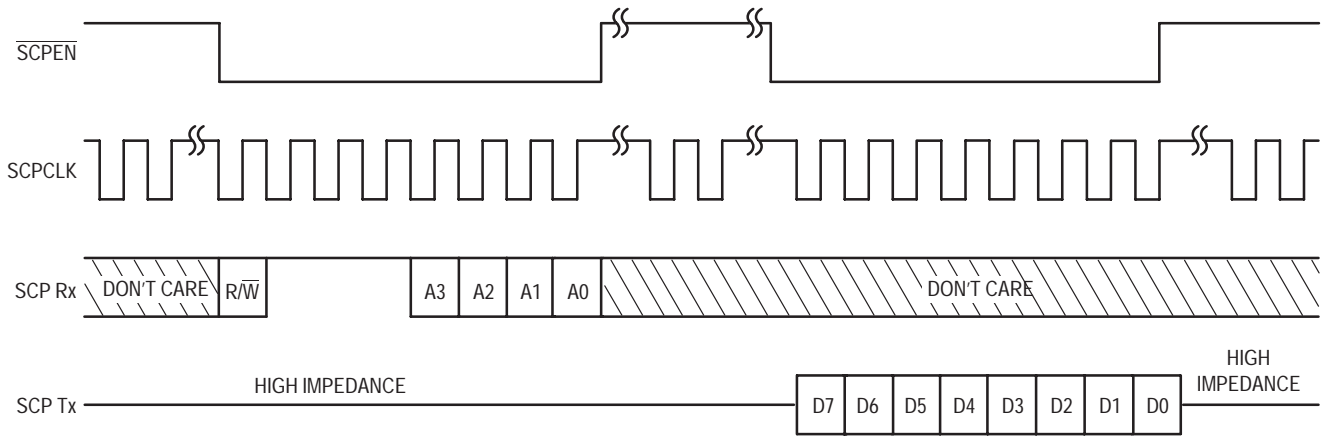 SCPEN
SCPCLK
SCP Rx
DON'T CARE
R/W
A3
A2
A1
A0
DON'T CARE
SCP Tx
HIGH IMPEDANCE
D7
D6
D5
D4
D3
D2
D1
D0
HIGH
IMPEDANCE